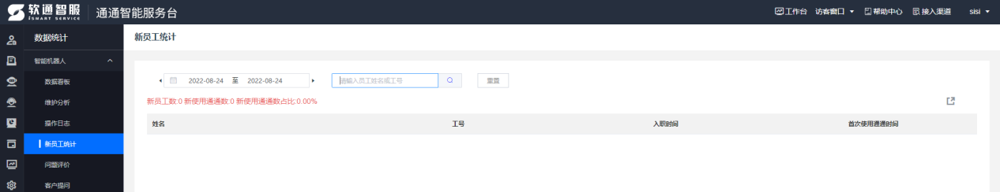 软通智服 通通智能服务台 工作台 访客窗口 帮助中心 接入渠道 sisi
iSMART SERVICE
数据统计 新员工统计
智能机器人
数据看板 2022-08-24 至 2022-08-24 请输入员工姓名或工号 重置
维护分析 新员工数:0 新使用通通数:0 新使用通通数占比:0.00%
操作日志 姓名 工号 入职时间 首次使用通通时间
新员工统计
问题评价
客户提问